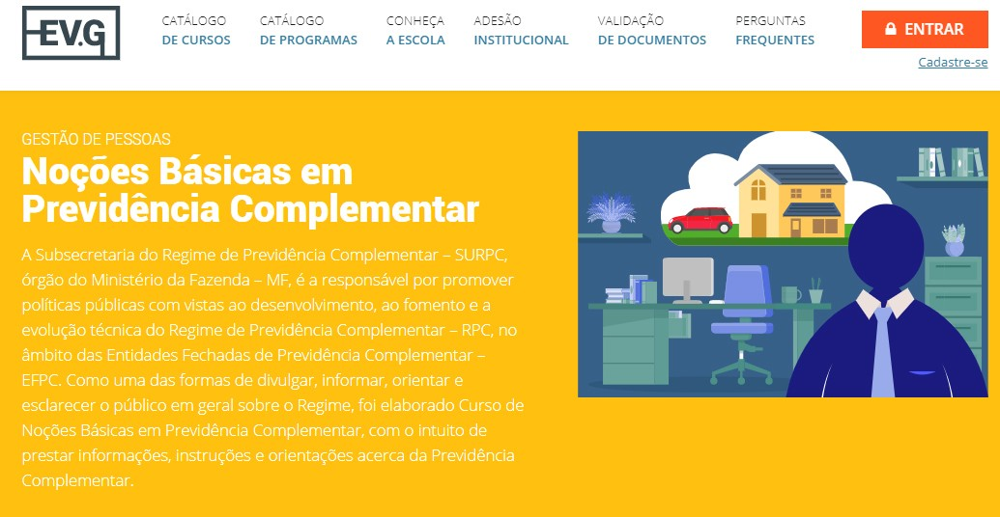 EV.G
CATÁLOGO
DE CURSOS
CATÁLOGO
DE PROGRAMAS
CONHEÇA
A ESCOLA
ADESÃO
INSTITUCIONAL
VALIDAÇÃO
DE DOCUMENTOS
PERGUNTAS
FREQUENTES
ENTRAR
Cadastre-se
GESTÃO DE PESSOAS
Noções Básicas em
Previdência Complementar
A Subsecretaria do Regime de Previdência Complementar – SURPC,
órgão do Ministério da Fazenda – MF, é a responsável por promover
políticas públicas com vistas ao desenvolvimento, ao fomento e a
evolução técnica do Regime de Previdência Complementar – RPC, no
âmbito das Entidades Fechadas de Previdência Complementar –
EFPC. Como uma das formas de divulgar, informar, orientar e
esclarecer o público em geral sobre o Regime, foi elaborado Curso de
Noções Básicas em Previdência Complementar, com o intuito de
prestar informações, instruções e orientações acerca da Previdência
Complementar.